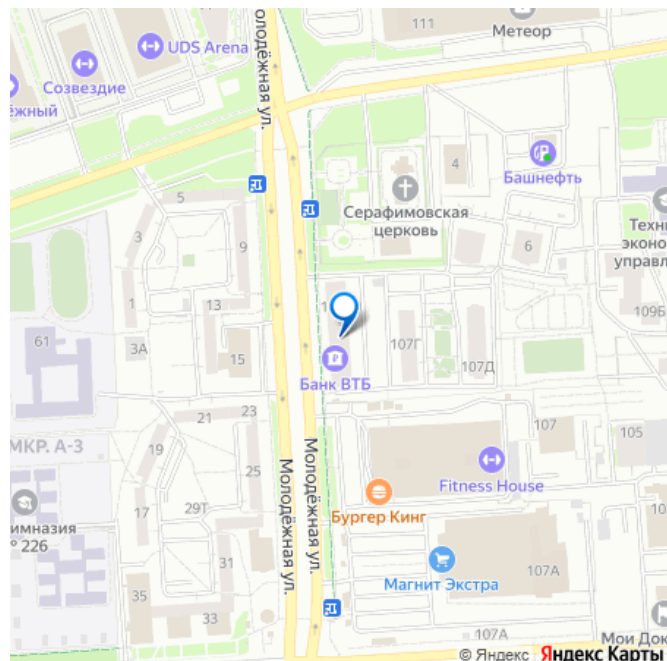 Метеор
111
UDS Arena
Созвездие
ёжный
Молодёжная ул.
4
Башнефть
Серафимовская
церковь
Техни
эконо
управл
6
5
3
9
1
13
3А
15
61
109Б
107Г
107Д
Банк ВТБ
21
23
19
25
МКР. А-3
29Т
Молодёжная ул.
Молодёжная ул.
107
105
Fitness House
Бургер Кинг
имназия
° 226
31
35
33
Магнит Экстра
107А
107А
Мои Док
© Яндекс Яндекс Карты